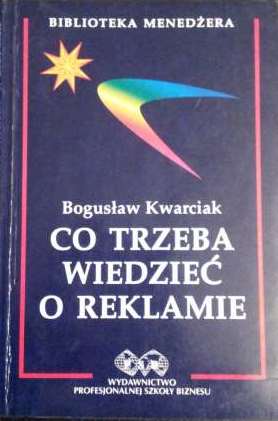 BIBLIOTEKA MENEDŻERA
Bogusław Kwarciak
CO TRZEBA
WIEDZIEĆ
O REKLAMIE
WYDAWNICTWO
PROFESJONALNEJ SZKOŁY BIZNESU